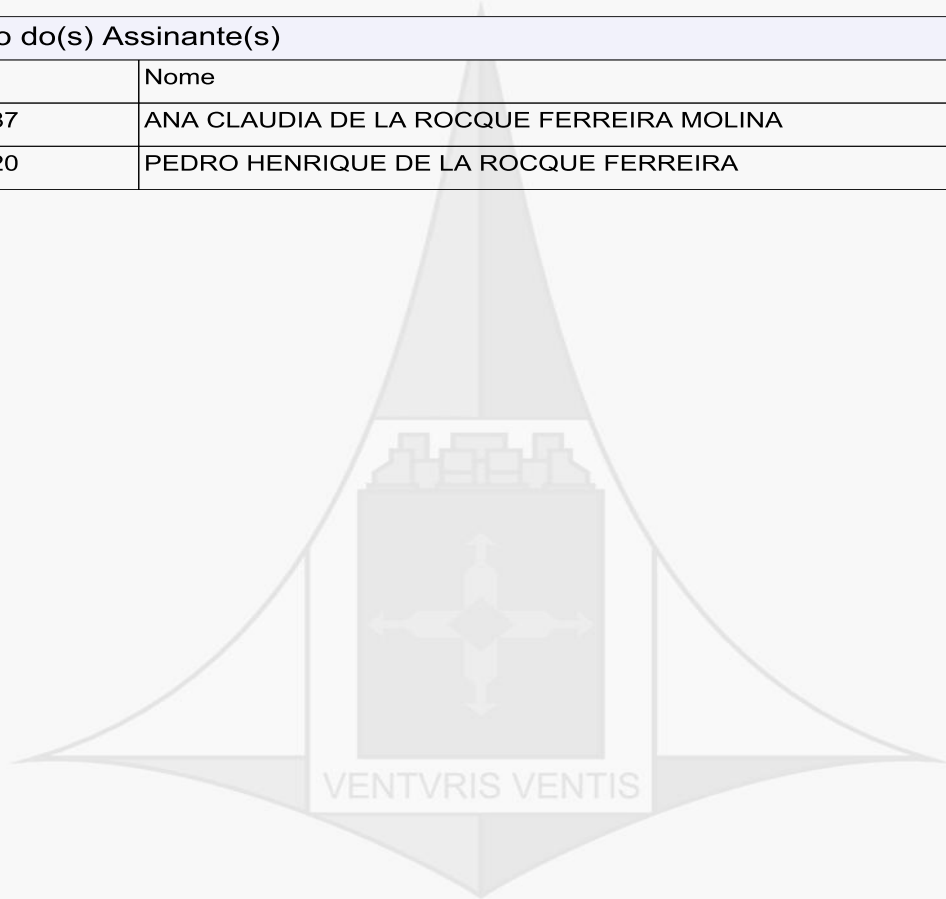 o do(s) Assinante(s)
Nome
37 ANA CLAUDIA DE LA ROCQUE FERREIRA MOLINA
20 PEDRO HENRIQUE DE LA ROCQUE FERREIRA
VENTVRIS VENTIS